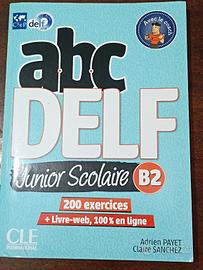 delf
Avec le Petit
abc
DELF
Junior Scolaire B2
200 exercices
+ Livre-web, 100% en ligne
Adrien PAYET
Claire SANCHEZ
CLE
INTERNATIONAL